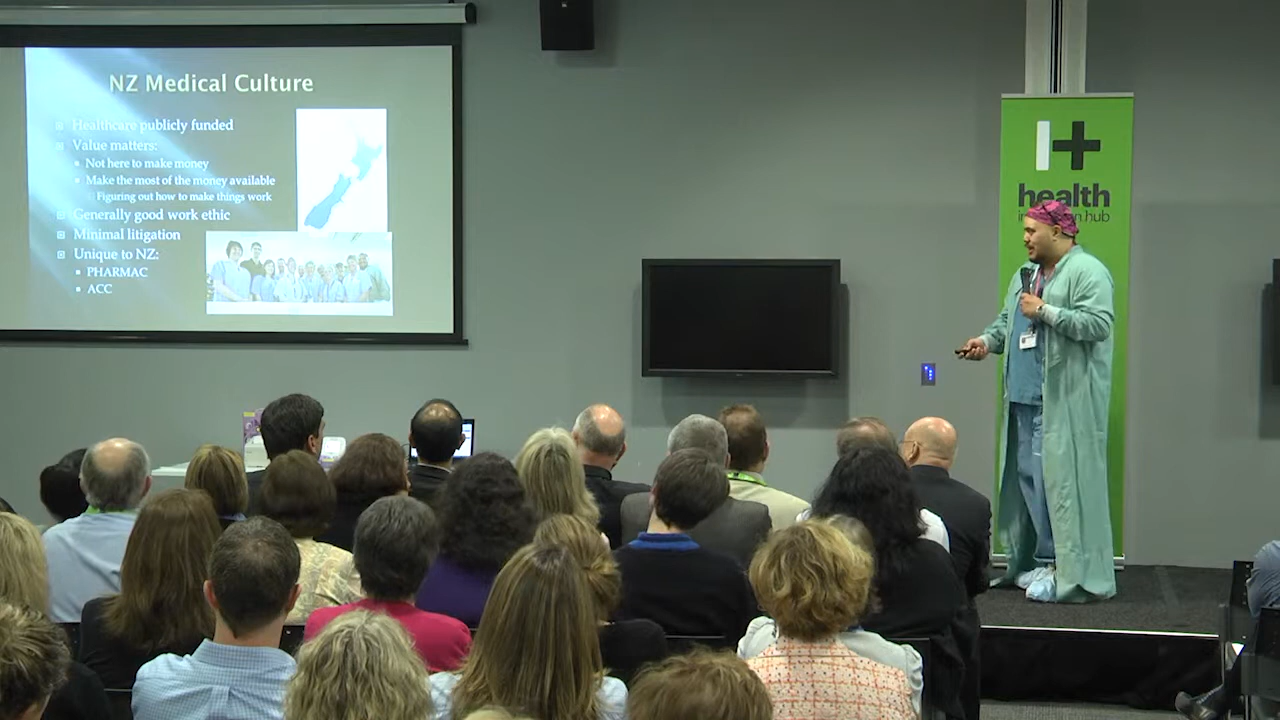 NZ Medical Culture
Healthcare publicly funded
Value matters:
Not here to make money
Make the most of the money available
Figuring out how to make things work
Generally good work ethic
Minimal litigation
Unique to NZ:
PHARMAC
ACC
health
hub